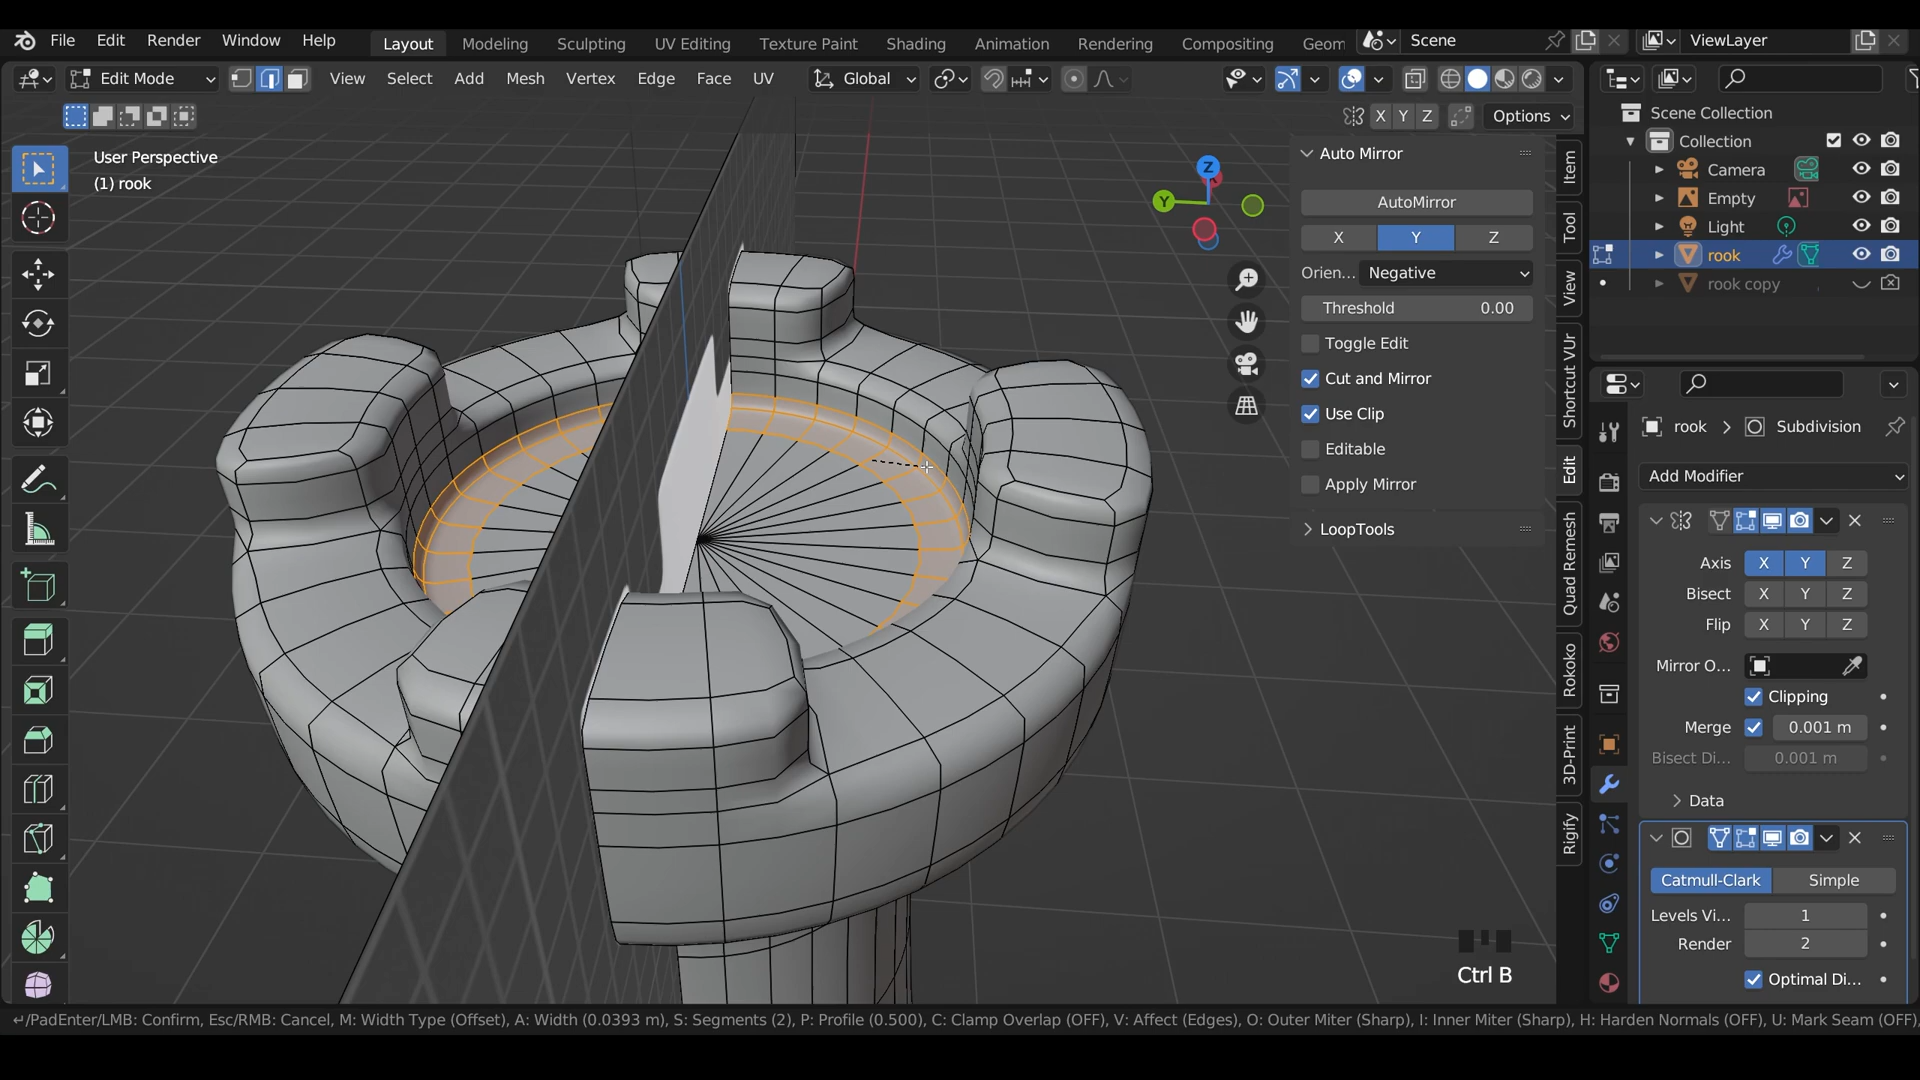 File Edit Render Window Help Layout Modeling Sculpting UV Editing Texture Paint Shading Animation Rendering Compositing Geom Scene ViewLayer
Edit Mode View Select Add Mesh Vertex Edge Face UV Global
X Y Z Options
User Perspective
(1) rook
Z
Y
Auto Mirror
AutoMirror
X Y Z
Orien... Negative
Threshold 0.00
Toggle Edit
Cut and Mirror
Use Clip
Editable
Apply Mirror
LoopTools
Item
Tool
View
Shortcut VUr
Edit
Quad Remesh
Rokoko
3D-Print
Rigify
Scene Collection
Collection
Camera
Empty
Light
rook
rook copy
rook > Subdivision
Add Modifier
Axis X Y Z
Bisect X Y Z
Flip X Y Z
Mirror O...
Clipping
Merge 0.001 m
Bisect Di... 0.001 m
Data
Catmull-Clark Simple
Levels Vi... 1
Render 2
Optimal Di...
Ctrl B
↵/PadEnter/LMB: Confirm, Esc/RMB: Cancel, M: Width Type (Offset), A: Width (0.0393 m), S: Segments (2), P: Profile (0.500), C: Clamp Overlap (OFF), V: Affect (Edges), O: Outer Miter (Sharp), I: Inner Miter (Sharp), H: Harden Normals (OFF), U: Mark Seam (OFF),